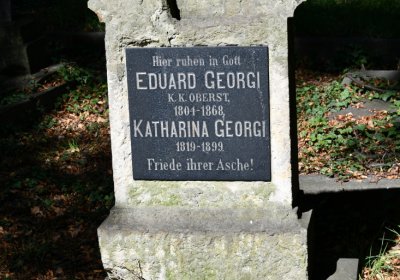 Hier ruhen in Gott
EDUARD GEORGI
K. K. OBERST,
1804-1868,
KATHARINA GEORGI
1819-1899.
Friede ihrer Asche!